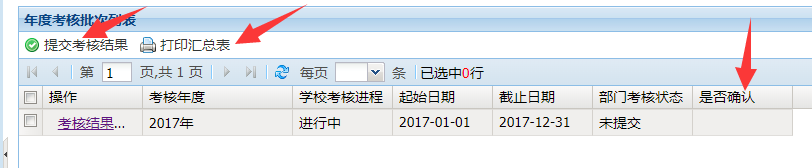 年度考核批次列表
提交考核结果 打印汇总表
第 1 页,共 1 页 每页 条 已选中0行
操作 考核年度 学校考核进程 起始日期 截止日期 部门考核状态 是否确认
考核结果... 2017年 进行中 2017-01-01 2017-12-31 未提交